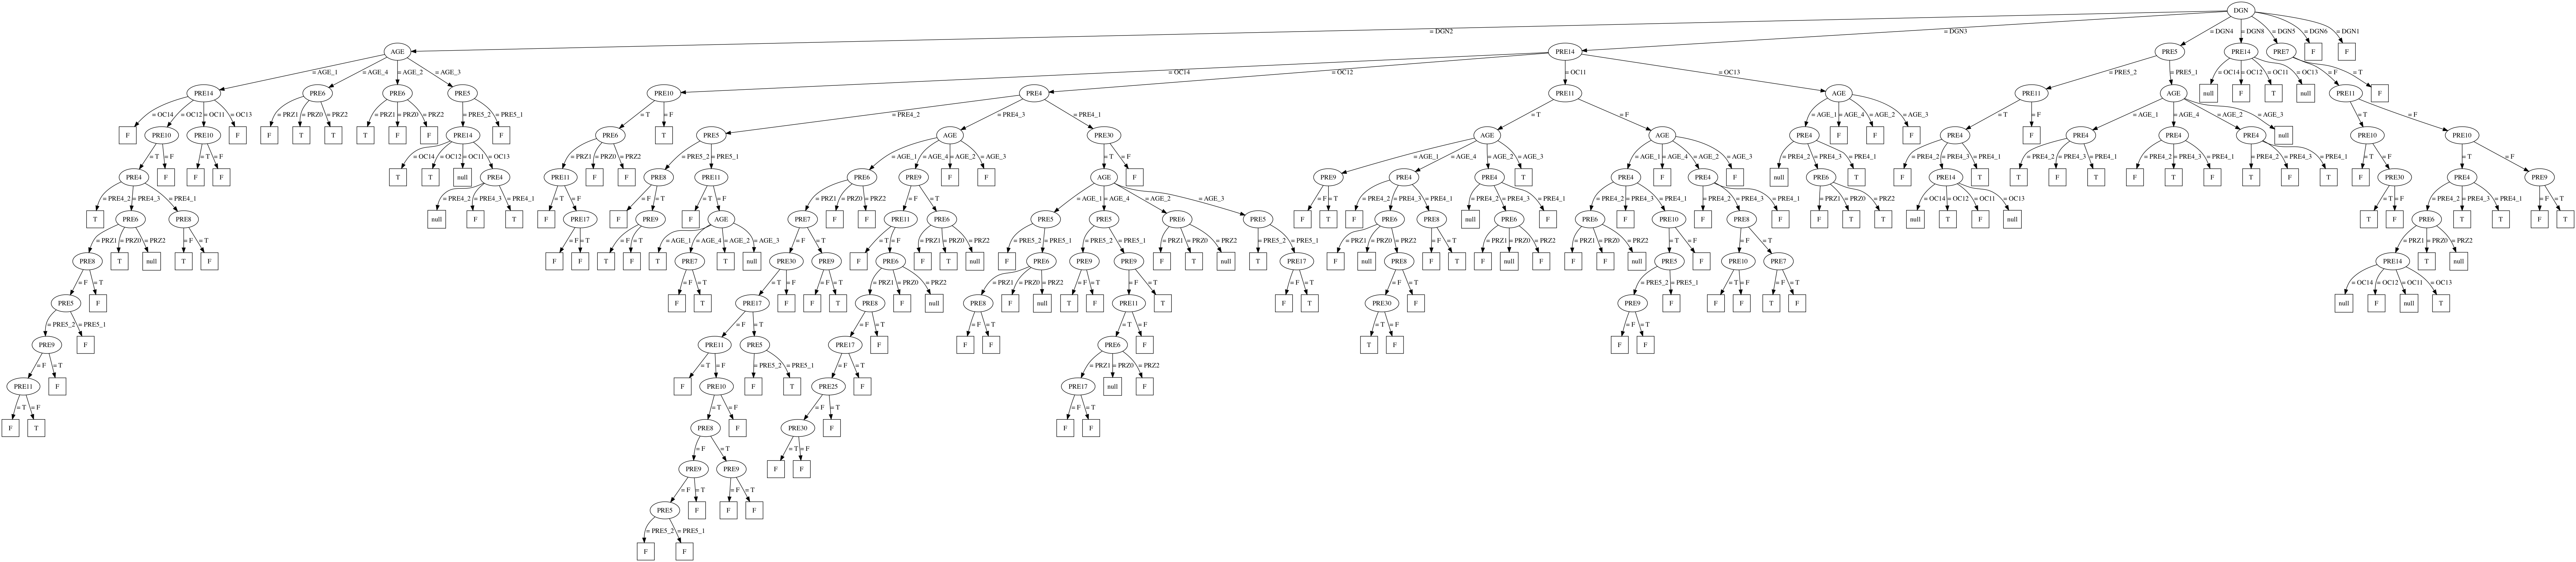 DGN
= DGN2 = DGN3 = DGN4 = DGN8 = DGN5 = DGN6 = DGN1
AGE PRE14 PRE5 PRE14 PRE7 F F
= AGE_1 = AGE_4 = AGE_2 = AGE_3 = OC14 = OC12 = OC11 = OC13 = PRE5_2 = PRE5_1 = OC14 = OC12 = OC11 = OC13 = F = T
PRE14 PRE6 PRE6 PRE5 PRE10 PRE4 PRE11 AGE PRE11 AGE null F T null PRE11 F
= OC14 = OC12 = OC11 = OC13 = PRZ1 = PRZ0 = PRZ2 = PRZ1 = PRZ0 = PRZ2 = PRE5_2 = PRE5_1 = T = F = PRE4_2 = PRE4_3 = PRE4_1 = T = F = AGE_1 = AGE_4 = AGE_2 = AGE_3 = T = F = AGE_1 = AGE_4 = AGE_2 = AGE_3 = T = F
F PRE10 PRE10 F F T T T F F PRE14 F PRE6 T PRE5 AGE PRE30 AGE AGE PRE4 F F F PRE4 F PRE4 PRE4 PRE4 null PRE10 PRE10
= T = F = T = F = OC14 = OC12 = OC11 = OC13 = PRZ1 = PRZ0 = PRZ2 = PRE5_2 = PRE5_1 = AGE_1 = AGE_4 = AGE_2 = AGE_3 = T = F = AGE_1 = AGE_4 = AGE_2 = AGE_3 = AGE_1 = AGE_4 = AGE_2 = AGE_3 = PRE4_2 = PRE4_3 = PRE4_1 = PRE4_2 = PRE4_3 = PRE4_1 = PRE4_2 = PRE4_3 = PRE4_1 = PRE4_2 = PRE4_3 = PRE4_1 = PRE4_2 = PRE4_3 = PRE4_1 = T = F = T = F
PRE4 F F F T T null PRE4 PRE11 F F PRE8 PRE11 PRE6 PRE9 F F AGE F PRE9 PRE4 PRE4 T PRE4 F PRE4 F null PRE6 T F PRE14 T T F T F T F T F T F PRE30 PRE4 PRE9
= PRE4_2 = PRE4_3 = PRE4_1 = PRE4_2 = PRE4_3 = PRE4_1 = T = F = F = T = T = F = PRZ1 = PRZ0 = PRZ2 = F = T = AGE_1 = AGE_4 = AGE_2 = AGE_3 = F = T = PRE4_2 = PRE4_3 = PRE4_1 = PRE4_2 = PRE4_3 = PRE4_1 = PRE4_2 = PRE4_3 = PRE4_1 = PRE4_2 = PRE4_3 = PRE4_1 = PRZ1 = PRZ0 = PRZ2 = OC14 = OC12 = OC11 = OC13 = T = F = PRE4_2 = PRE4_3 = PRE4_1 = F = T
T PRE6 PRE8 null F T F PRE17 F PRE9 F AGE PRE7 F F PRE11 PRE6 PRE5 PRE5 PRE6 PRE5 F T F PRE6 PRE8 null PRE6 F PRE6 F PRE10 F PRE8 F F T T null T F null T F PRE6 T T F T
= PRZ1 = PRZ0 = PRZ2 = F = T = F = T = F = T = AGE_1 = AGE_4 = AGE_2 = AGE_3 = F = T = T = F = PRZ1 = PRZ0 = PRZ2 = PRE5_2 = PRE5_1 = PRE5_2 = PRE5_1 = PRZ1 = PRZ0 = PRZ2 = PRE5_2 = PRE5_1 = PRZ1 = PRZ0 = PRZ2 = F = T = PRZ1 = PRZ0 = PRZ2 = PRZ1 = PRZ0 = PRZ2 = T = F = F = T = PRZ1 = PRZ0 = PRZ2
PRE8 T null T F F F T F T PRE7 T null PRE30 PRE9 F PRE6 F T null F PRE6 PRE9 PRE9 F T null T PRE17 F null PRE8 F T F null F F F null PRE5 F PRE10 PRE7 PRE14 T null
= F = T = F = T = T = F = F = T = PRZ1 = PRZ0 = PRZ2 = PRZ1 = PRZ0 = PRZ2 = F = T = F = T = F = T = F = T = PRE5_2 = PRE5_1 = T = F = F = T = OC14 = OC12 = OC11 = OC13
PRE5 F F T PRE17 F F T PRE8 F null PRE8 F null T F PRE11 T F T PRE30 F PRE9 F F F T F null F null T
= PRE5_2 = PRE5_1 = F = T = F = T = F = T = T = F = T = F = F = T
PRE9 F PRE11 PRE5 PRE17 F F F PRE6 F T F F F
= F = T = T = F = PRE5_2 = PRE5_1 = F = T = PRZ1 = PRZ0 = PRZ2
PRE11 F F PRE10 F T PRE25 F PRE17 null F
= T = F = T = F = F = T = F = T
F T PRE8 F PRE30 F F F
= F = T = T = F
PRE9 PRE9 F F
= F = T = F = T
PRE5 F F F
= PRE5_2 = PRE5_1
F F